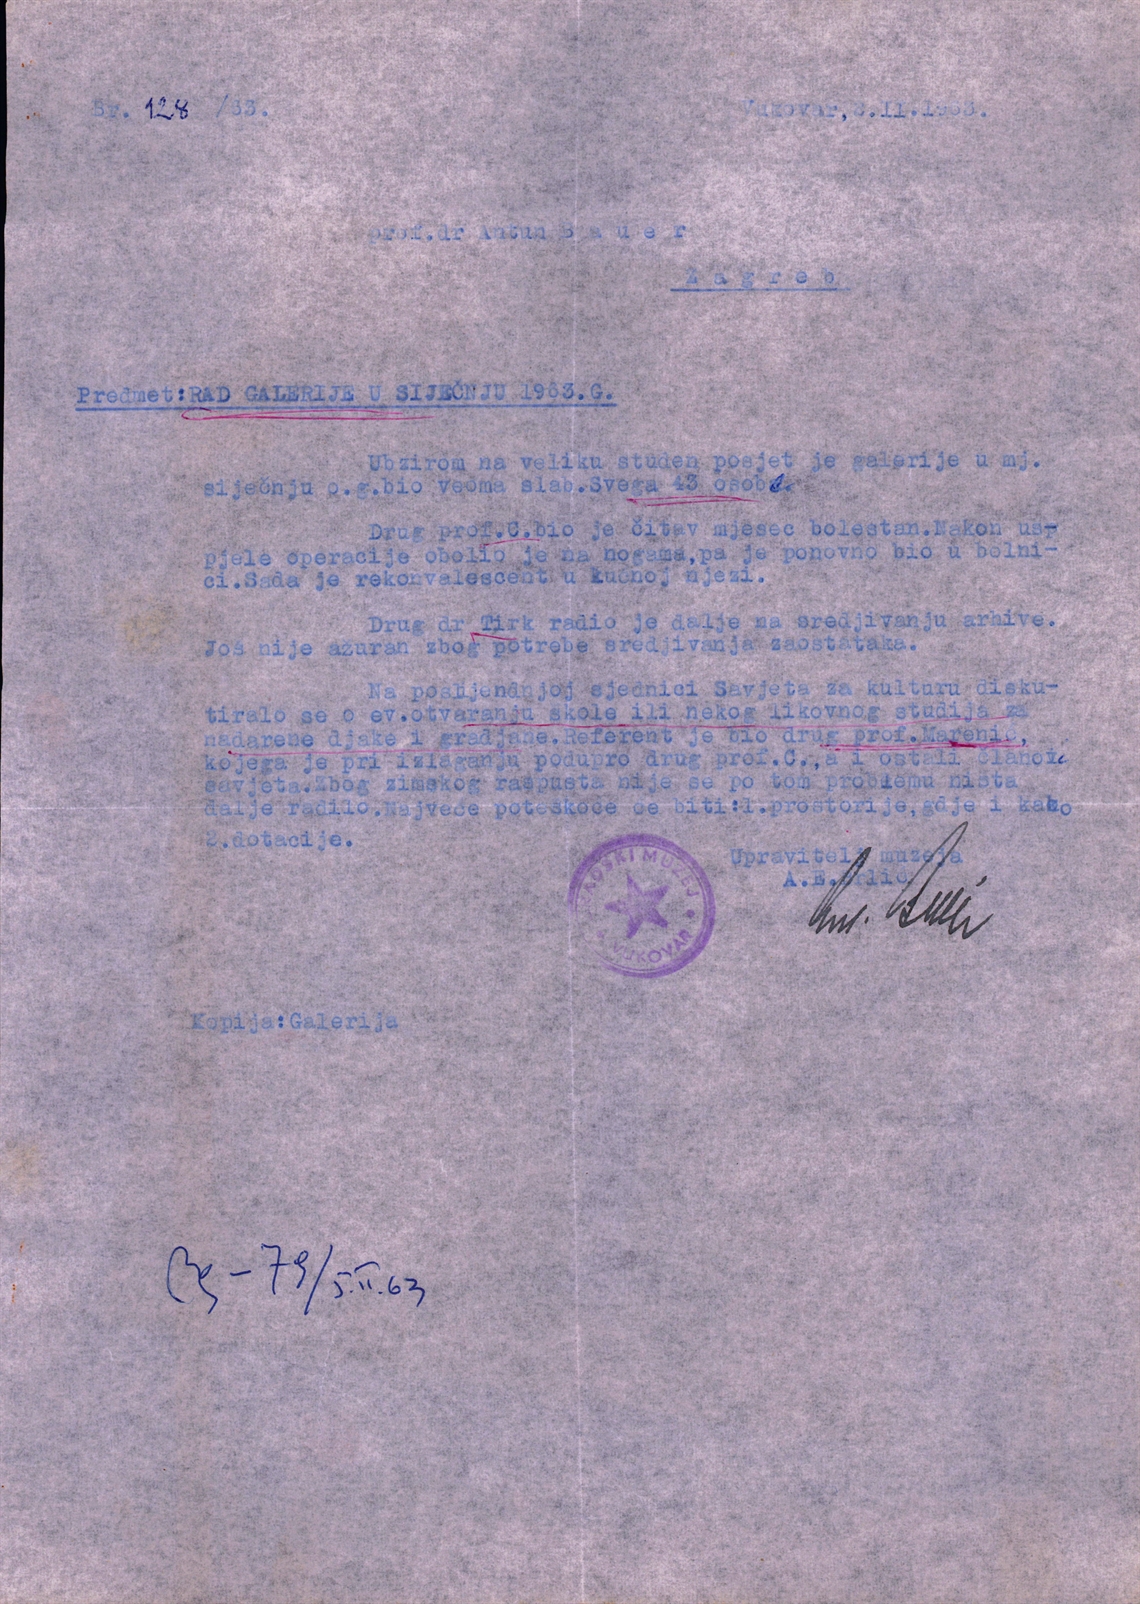 Br. 128 /63.
Vukovar, 3.II.1963.
prof.dr Antun B a u e r
Z a g r e b
Predmet:RAD GALERIJE U SIJEČNJU 1963.G.
Ubzirom na veliku studen posjet je galerije u mj.
siječnju o.g.bio veoma slab.Svega 43 osobe.
Drug prof.C.bio je čitav mjesec bolestan.Nakon us-
pjele operacije obolio je na nogama,pa je ponovno bio u bolni-
ci.Sada je rekonvalescent u kućnoj njezi.
Drug dr Tirk radio je dalje na sredjivanju arhive.
Još nije ažuran zbog potrebe sredjivanja zaostataka.
Na posljendnjoj sjednici Savjeta za kulturu disku-
tiralo se o ev.otvaranju škole ili nekog likovnog studija za
nadarene djake i gradjane.Referent je bio drug prof.Marenić,
kojega je pri izlaganju podupro drug prof.C.,a i ostali članovi
savjeta.Zbog zimskog raspusta nije se po tom problemu ništa
dalje radilo.Najveće poteškoće će biti:1.prostorije,gdje i kako
2.dotacije.
Upravitelj muzeja
A.E.
GRADSKI MUZEJ
VUKOVAR
Kopija:Galerija
79/5.II.63